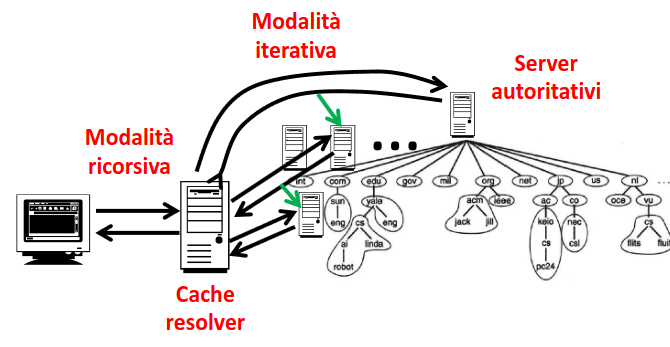 Modalità
iterativa
Server
autoritativi
Modalità
ricorsiva
int com edu gov mil org net jp us nl ...
sun yale acm ieee ac co oce vu
eng cs eng jack jill keio nec cs
ai linda cs csl flits fluit
robot pc24
Cache
resolver